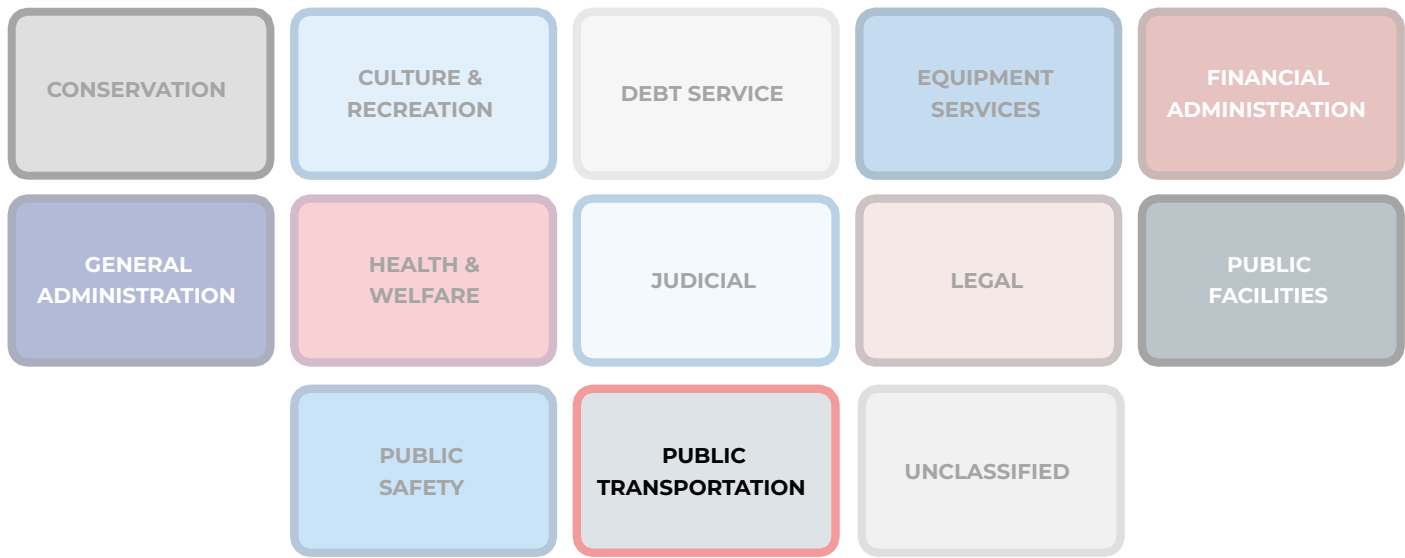 CONSERVATION
CULTURE &
RECREATION
DEBT SERVICE
EQUIPMENT
SERVICES
FINANCIAL
ADMINISTRATION
GENERAL
ADMINISTRATION
HEALTH &
WELFARE
JUDICIAL
LEGAL
PUBLIC
FACILITIES
PUBLIC
SAFETY
PUBLIC
TRANSPORTATION
UNCLASSIFIED